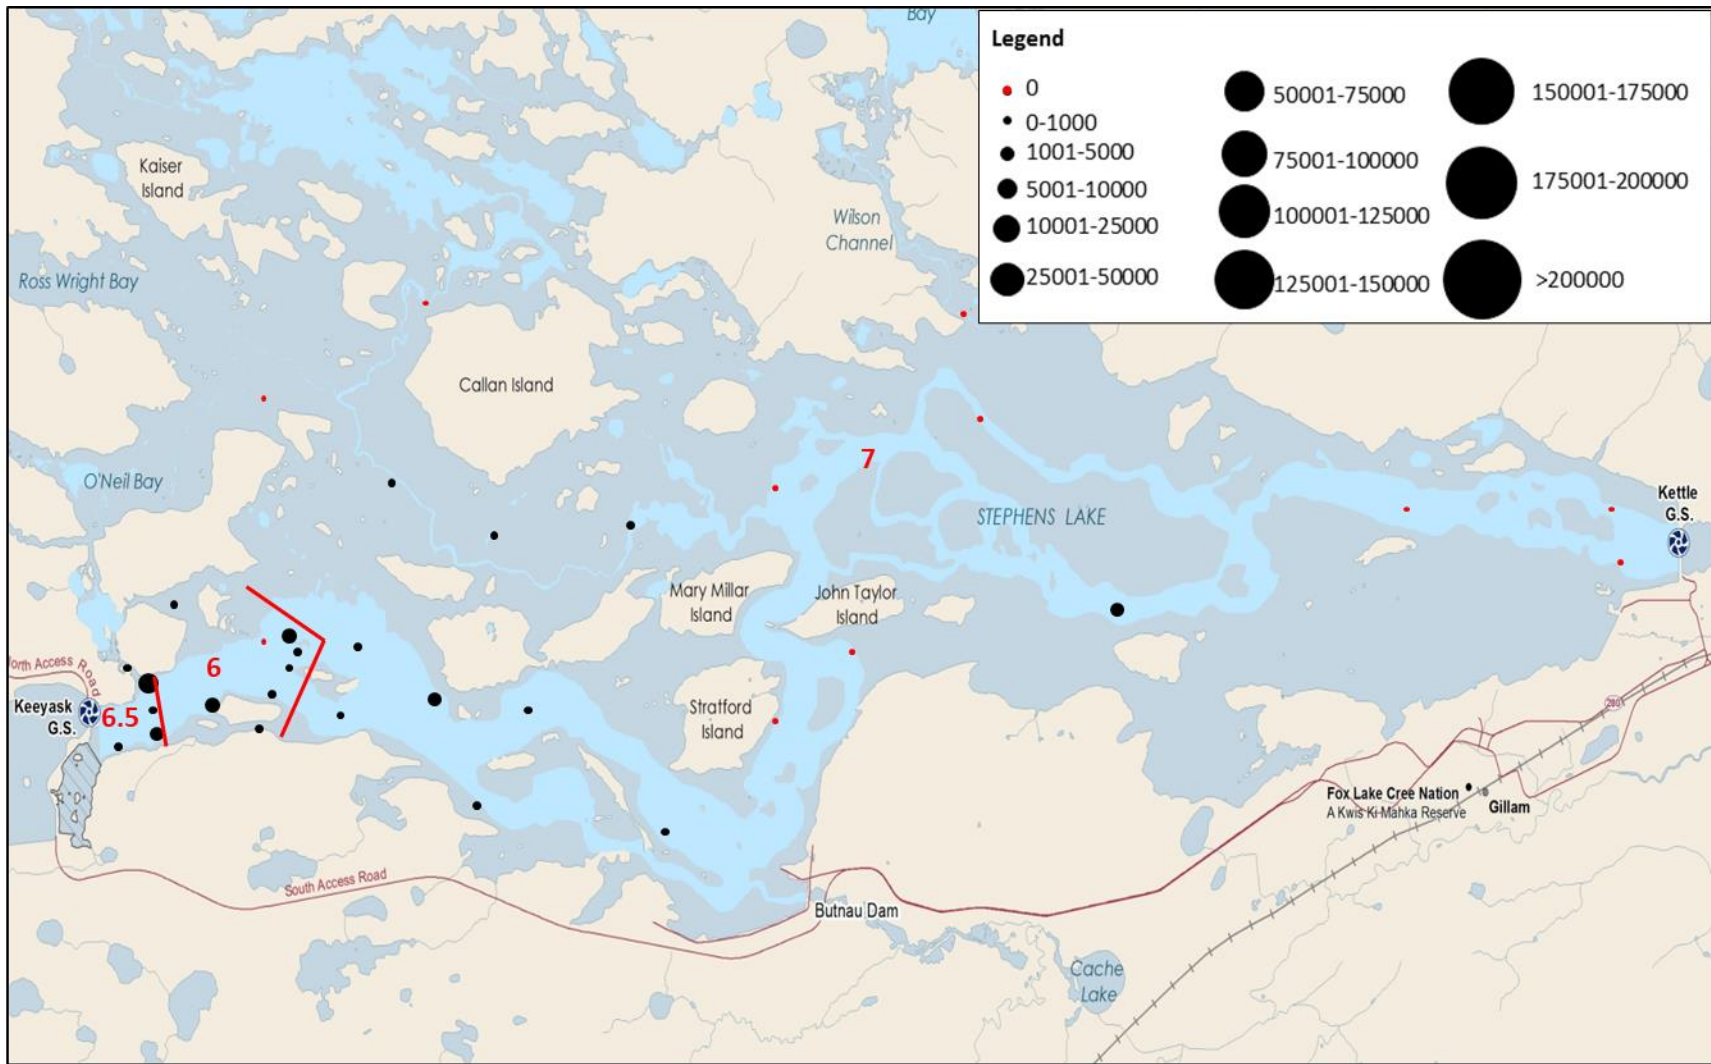 Bay
Legend
0
0-1000
1001-5000
5001-10000
10001-25000
25001-50000
50001-75000
75001-100000
100001-125000
125001-150000
150001-175000
175001-200000
>200000
Kaiser
Island
Wilson
Channel
Ross Wright Bay
Callan Island
O'Neil Bay
7
STEPHENS LAKE
Kettle
G.S.
Mary Millar
Island
John Taylor
Island
North Access Road
6
Keeyask
G.S.
6.5
Stratford
Island
280
Fox Lake Cree Nation
A Kwis Ki Mahka Reserve
Gillam
South Access Road
Butnau Dam
Cache
Lake